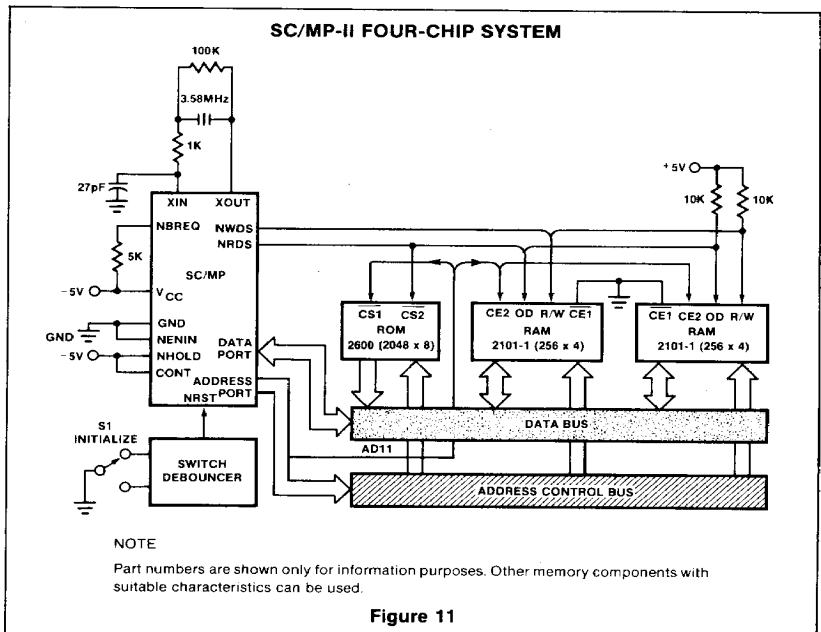 SC/MP-II FOUR-CHIP SYSTEM
100K
3.58MHz
1K
27pF
XIN XOUT
NBREQ NWDS
NRDS
5K
SC/MP
−5V
VCC
GND
GND
NENIN
−5V
NHOLD
CONT
DATA
PORT
ADDRESS
PORT
NRST
S1
INITIALIZE
SWITCH
DEBOUNCER
+5V
10K
10K
CS1 CS2
ROM
2600 (2048 x 8)
CE2 OD R/W CE1
RAM
2101-1 (256 x 4)
CE1 CE2 OD R/W
RAM
2101-1 (256 x 4)
DATA BUS
AD11
ADDRESS CONTROL BUS
NOTE
Part numbers are shown only for information purposes. Other memory components with
suitable characteristics can be used.
Figure 11